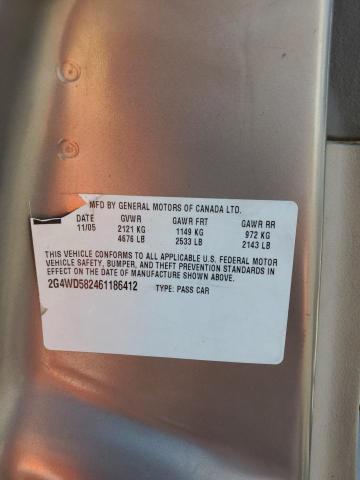 MFD BY GENERAL MOTORS OF CANADA LTD.
DATE GVWR GAWR FRT GAWR RR
11/05 2121 KG 1149 KG 972 KG
4676 LB 2533 LB 2143 LB
THIS VEHICLE CONFORMS TO ALL APPLICABLE U.S. FEDERAL MOTOR
VEHICLE SAFETY, BUMPER, AND THEFT PREVENTION STANDARDS IN
EFFECT ON THE DATE OF MANUFACTURE SHOWN ABOVE.
2G4WD582461186412 TYPE: PASS CAR